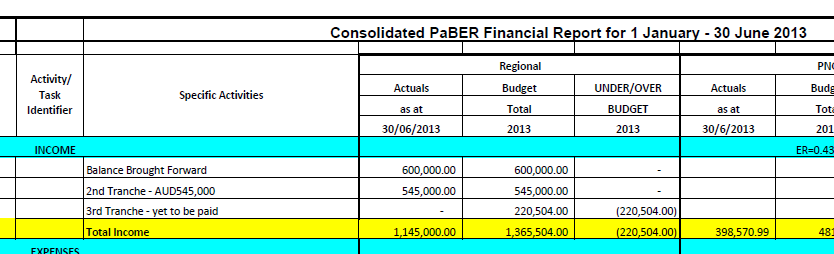 Consolidated PaBER Financial Report for 1 January - 30 June 2013
Regional
Activity/ Task Identifier
Specific Activities
Actuals Budget UNDER/OVER Actuals
as at Total BUDGET as at
30/06/2013 2013 2013 30/6/2013
INCOME ER=0.43
Balance Brought Forward 600,000.00 600,000.00 -
2nd Tranche - AUD545,000 545,000.00 545,000.00 -
3rd Tranche - yet to be paid - 220,504.00 (220,504.00)
Total Income 1,145,000.00 1,365,504.00 (220,504.00) 398,570.99 481
EXPENSES